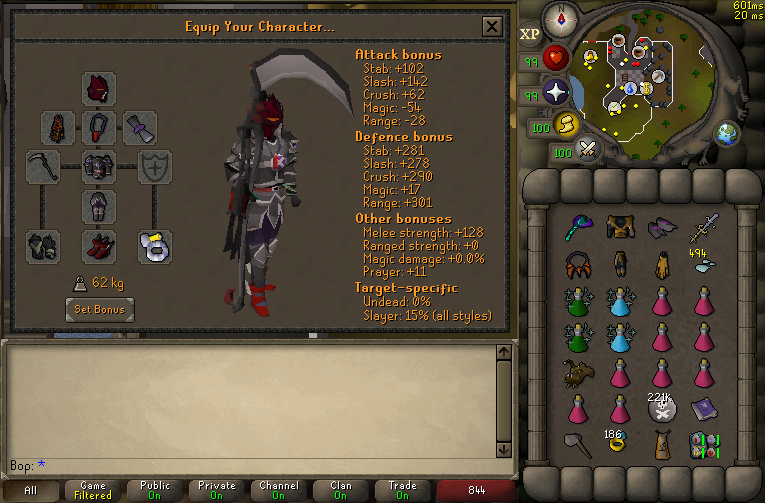 Equip Your Character...
601ms
20 ms
XP
99
99
100
100
Attack bonus
Stab: +102
Slash: +142
Crush: +62
Magic: -54
Range: -28
Defence bonus
Stab: +281
Slash: +278
Crush: +290
Magic: +17
Range: +301
Other bonuses
Melee strength: +128
Ranged strength: +0
Magic damage: +0.0%
Prayer: +11
Target-specific
Undead: 0%
Slayer: 15% (all styles)
62 kg
Set Bonus
494
221K
186
Bop: *
All
Game
Filtered
Public
On
Private
On
Channel
On
Clan
On
Trade
On
844